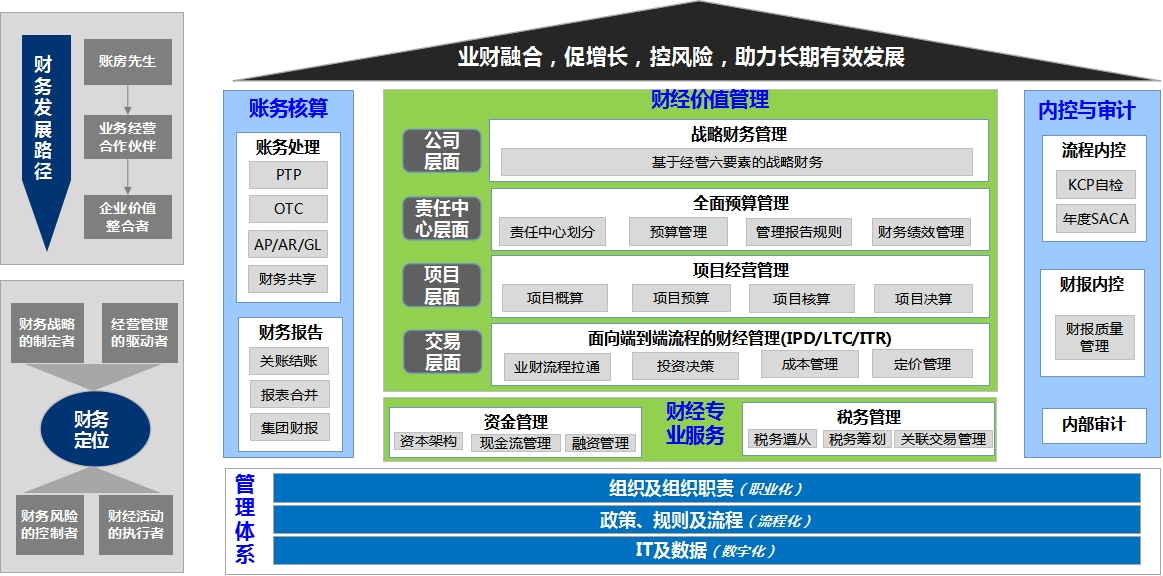 财务发展路径
账房先生
业务经营
合作伙伴
企业价值
整合者
财务战略
的制定者
经营管理
的驱动者
财务
定位
财务风险
的控制者
财经活动
的执行者
业财融合，促增长，控风险，助力长期有效发展
账务核算
账务处理
PTP
OTC
AP/AR/GL
财务共享
财务报告
关账结账
报表合并
集团财报
财经价值管理
公司
层面
战略财务管理
基于经营六要素的战略财务
责任中
心层面
全面预算管理
责任中心划分
预算管理
管理报告规则
财务绩效管理
项目
层面
项目经营管理
项目概算
项目预算
项目核算
项目决算
交易
层面
面向端到端流程的财经管理(IPD/LTC/ITR)
业财流程拉通
投资决策
成本管理
定价管理
资金管理
资本架构
现金流管理
融资管理
财经专
业服务
税务管理
税务遵从
税务筹划
关联交易管理
内控与审计
流程内控
KCP自检
年度SACA
财报内控
财报质量
管理
内部审计
管理体系
组织及组织职责（职业化）
政策、规则及流程（流程化）
IT及数据（数字化）